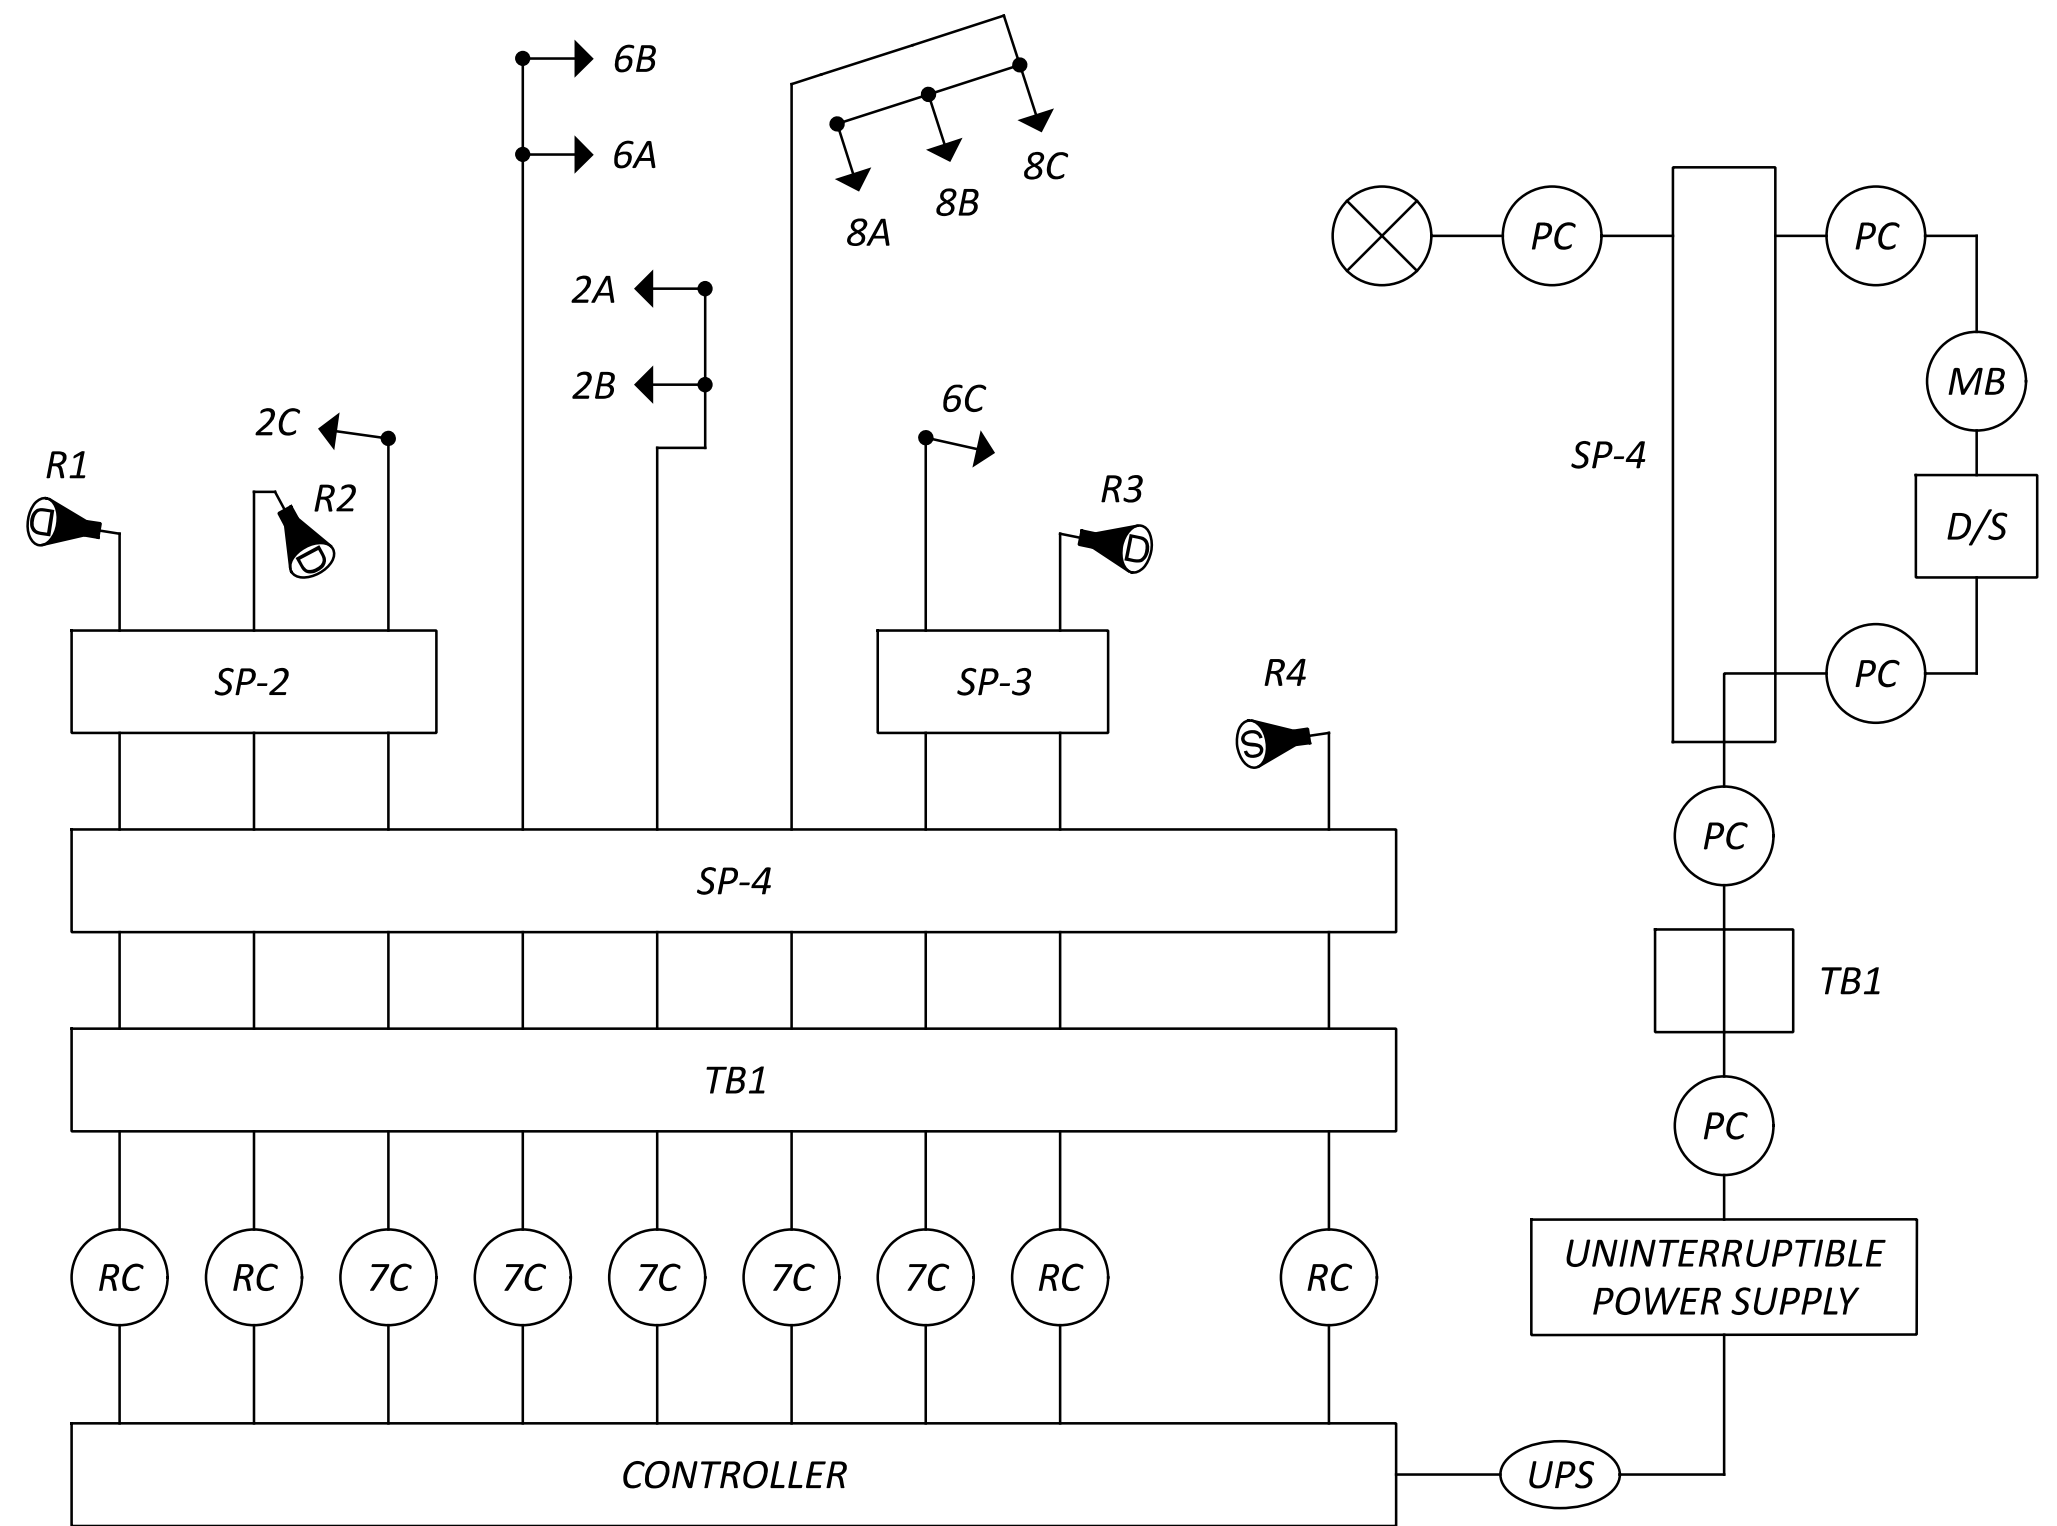 6B
6A
8C
8B
8A
PC
PC
2A
2B
MB
6C
2C
SP-4
R1
R2
R3
D
D
D
D/S
SP-2
SP-3
R4
PC
S
PC
SP-4
TB1
TB1
PC
RC
RC
7C
7C
7C
7C
7C
RC
RC
UNINTERRUPTIBLE
POWER SUPPLY
CONTROLLER
UPS